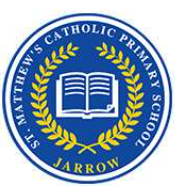 ST. MATTHEW'S CATHOLIC PRIMARY SCHOOL
JARROW